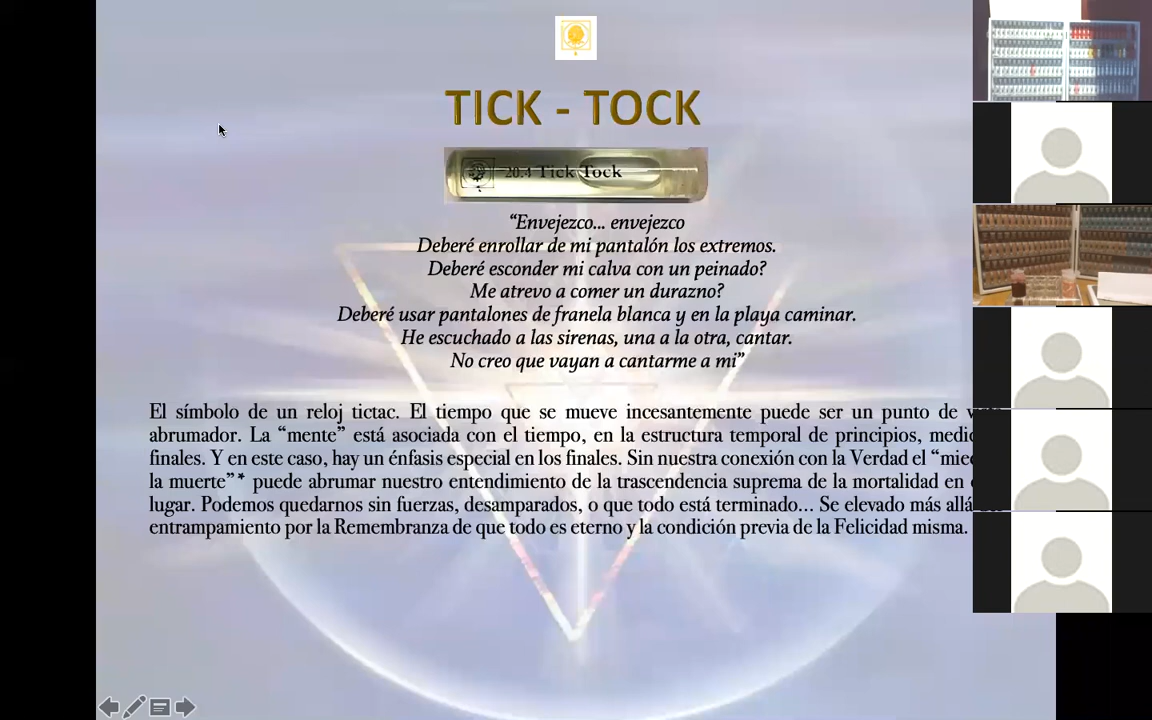 TICK - TOCK
20.4 Tick Tock
“Envejezco... envejezco
Deberé enrollar de mi pantalón los extremos.
Deberé esconder mi calva con un peinado?
Me atrevo a comer un durazno?
Deberé usar pantalones de franela blanca y en la playa caminar.
He escuchado a las sirenas, una a la otra, cantar.
No creo que vayan a cantarme a mi”
El símbolo de un reloj tictac. El tiempo que se mueve incesantemente puede ser un punto de
abrumador. La “mente” está asociada con el tiempo, en la estructura temporal de principios,
finales. Y en este caso, hay un énfasis especial en los finales. Sin nuestra conexión con la Verdad el
la muerte”* puede abrumar nuestro entendimiento de la trascendencia suprema de la mortalidad en
lugar. Podemos quedarnos sin fuerzas, desamparados, o que todo está terminado... Se elevado más allá
entrampamiento por la Remembranza de que todo es eterno y la condición previa de la Felicidad misma.